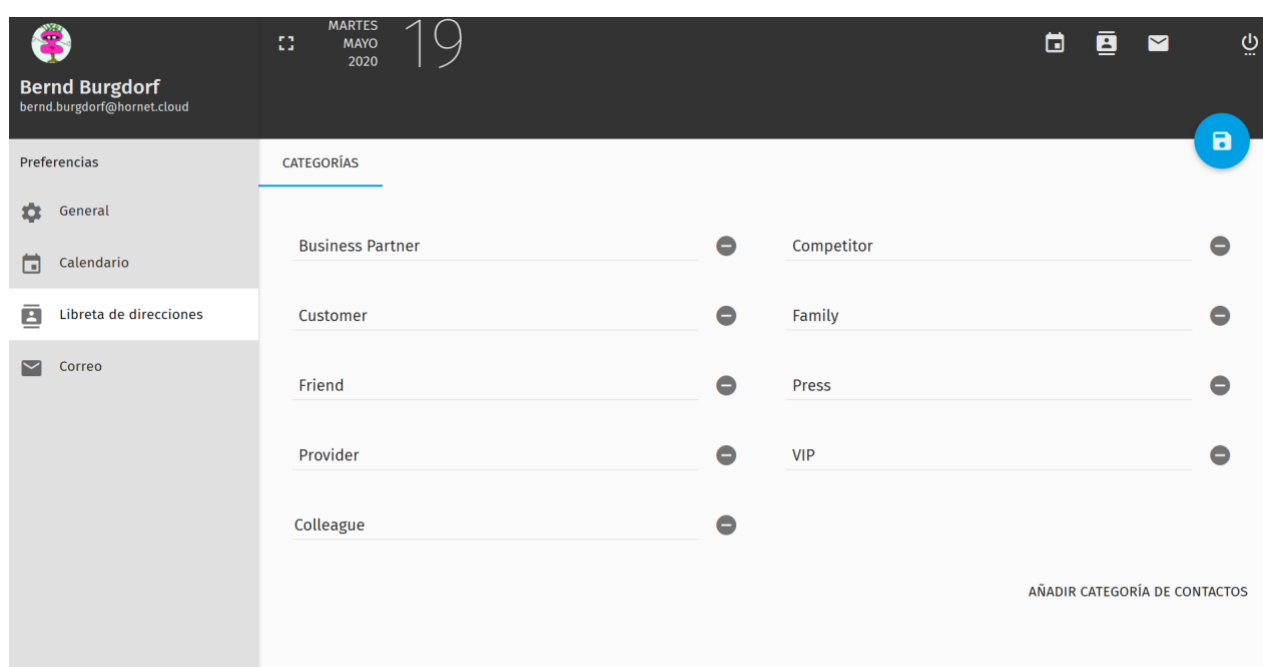 MARTES
MAYO
2020
19
Bernd Burgdorf
bernd.burgdorf@hornet.cloud
Preferencias
General
Calendario
Libreta de direcciones
Correo
CATEGORÍAS
Business Partner
Competitor
Customer
Family
Friend
Press
Provider
VIP
Colleague
AÑADIR CATEGORÍA DE CONTACTOS